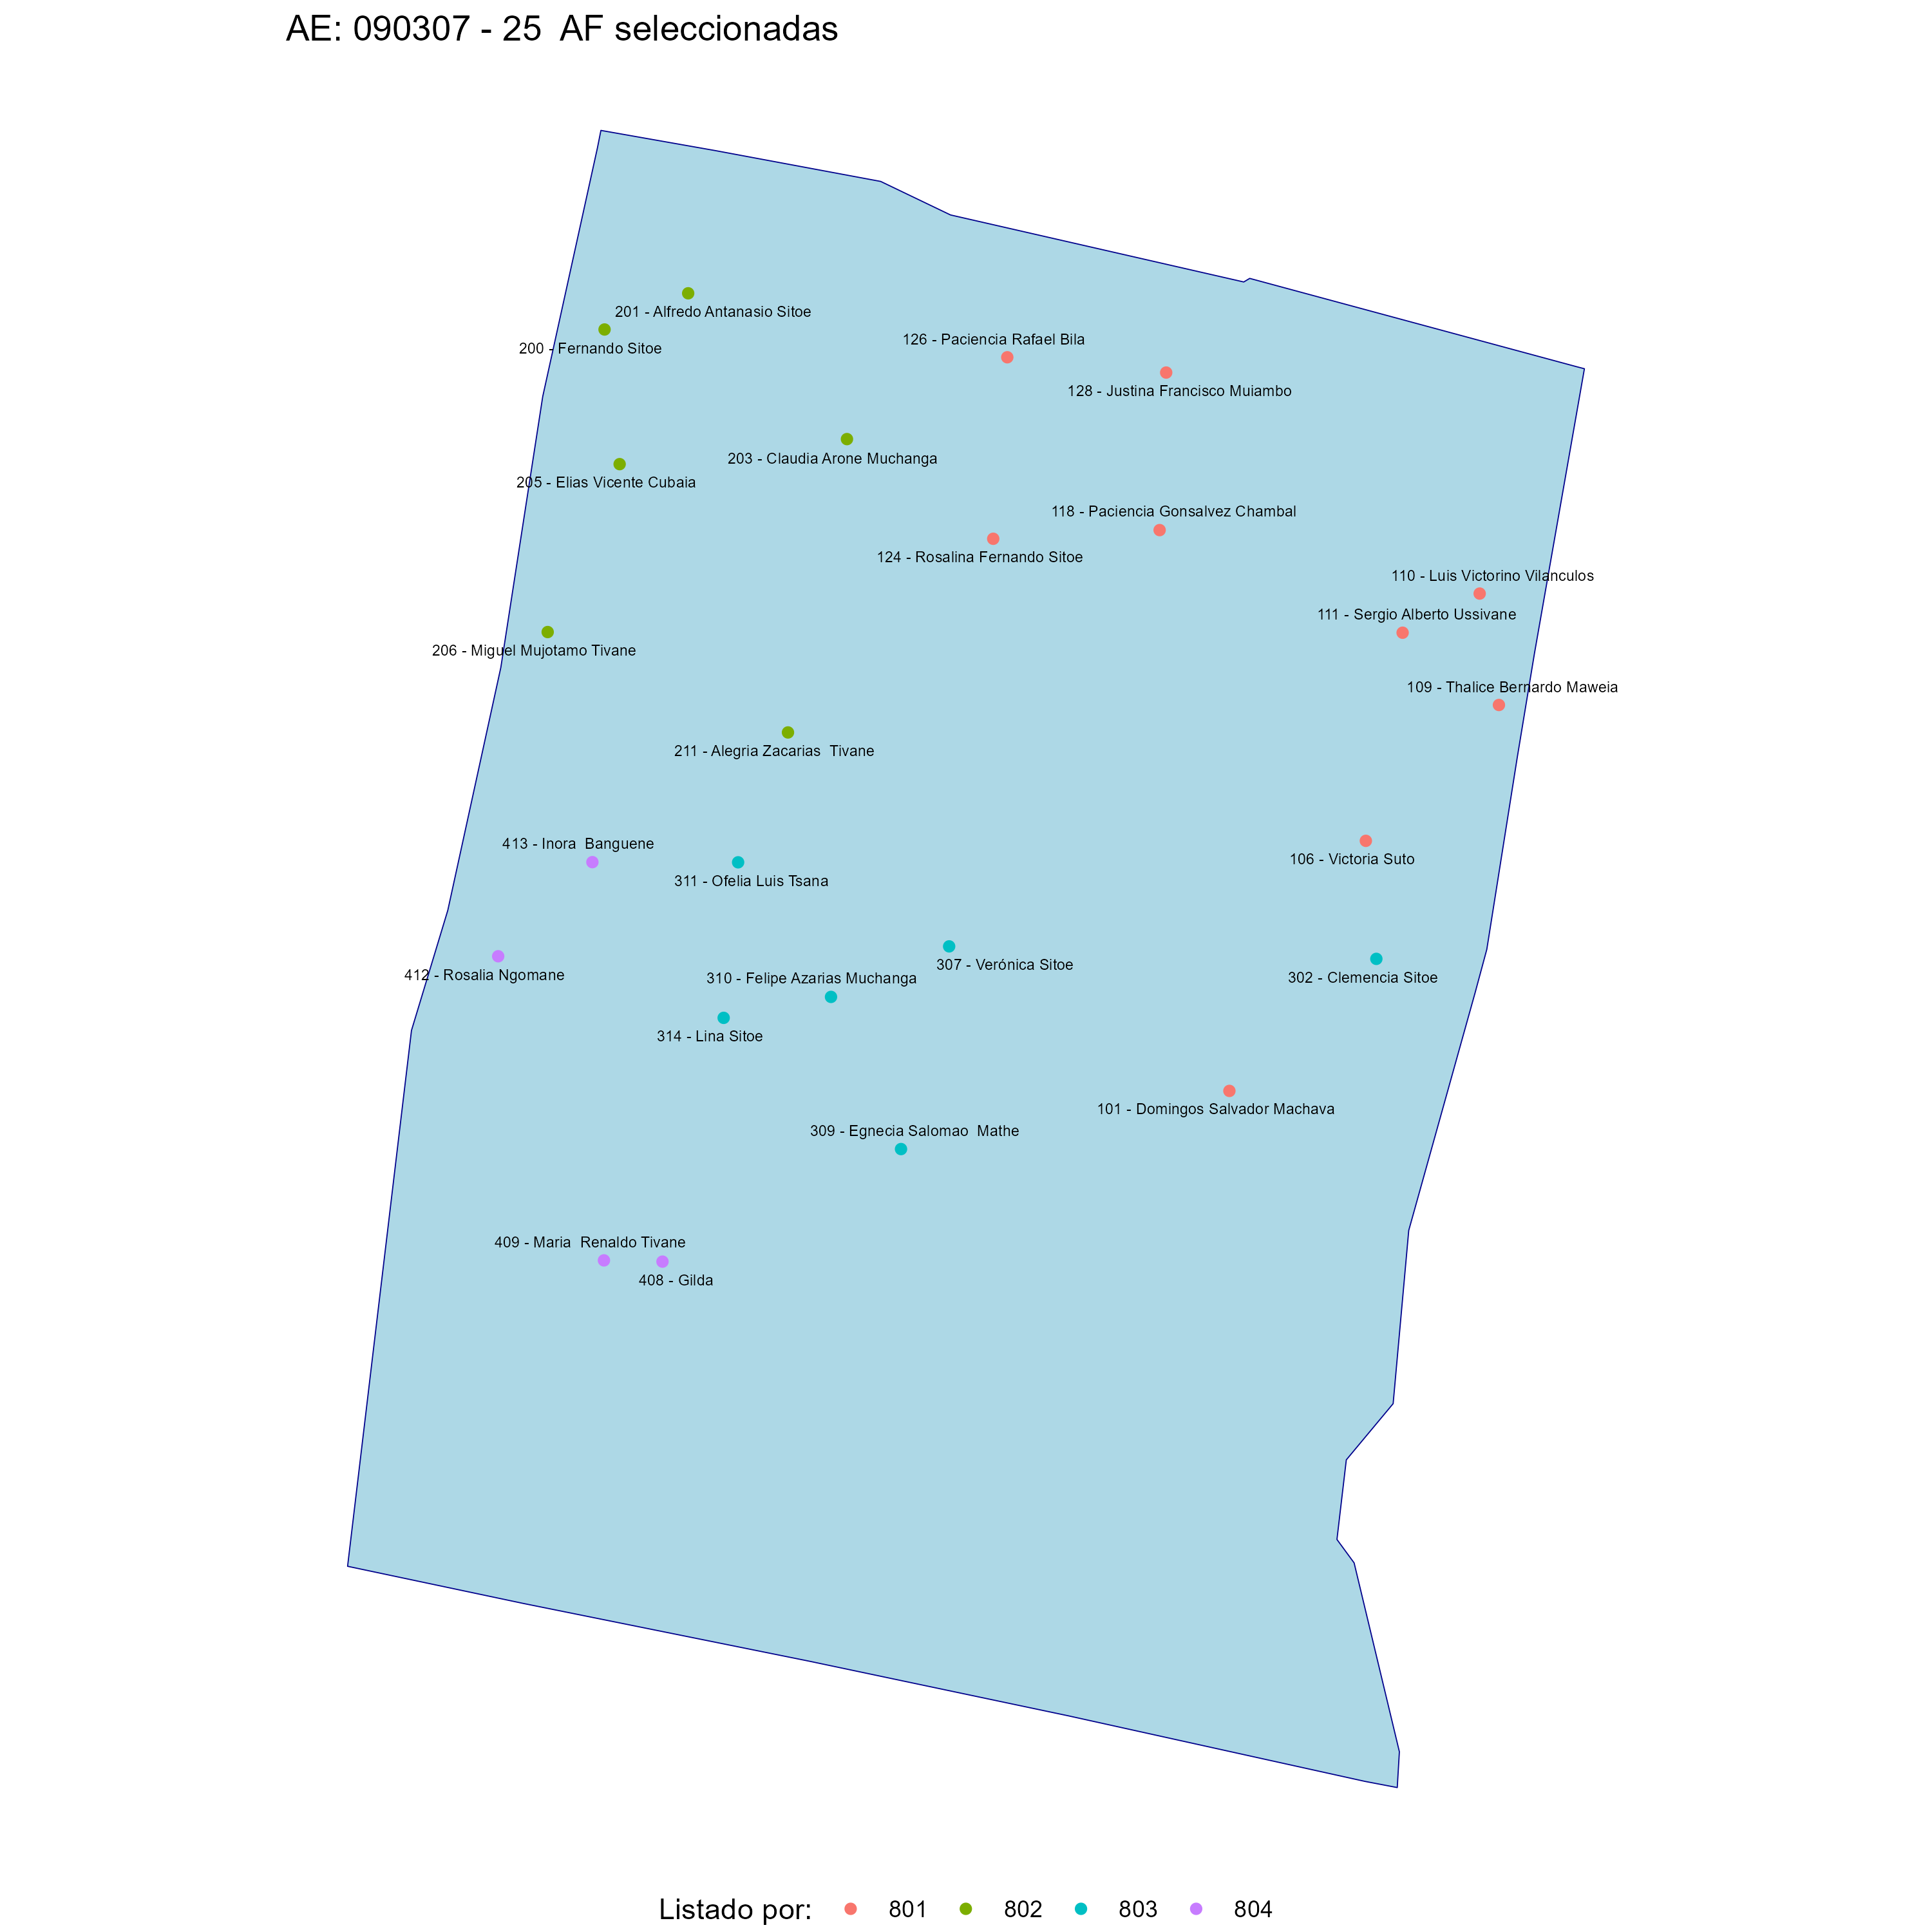 AE: 090307 - 25  AF seleccionadas
201 - Alfredo Antanasio Sitoe
200 - Fernando Sitoe
126 - Paciencia Rafael Bila
128 - Justina Francisco Muiambo
203 - Claudia Arone Muchanga
205 - Elias Vicente Cubaia
118 - Paciencia Gonsalvez Chambal
124 - Rosalina Fernando Sitoe
110 - Luis Victorino Vilanculos
111 - Sergio Alberto Ussivane
206 - Miguel Mujotamo Tivane
109 - Thalice Bernardo Maweia
211 - Alegria Zacarias  Tivane
413 - Inora  Banguene
106 - Victoria Suto
311 - Ofelia Luis Tsana
307 - Verónica Sitoe
412 - Rosalia Ngomane
310 - Felipe Azarias Muchanga
302 - Clemencia Sitoe
314 - Lina Sitoe
101 - Domingos Salvador Machava
309 - Egnecia Salomao  Mathe
409 - Maria  Renaldo Tivane
408 - Gilda
Listado por: 801 802 803 804